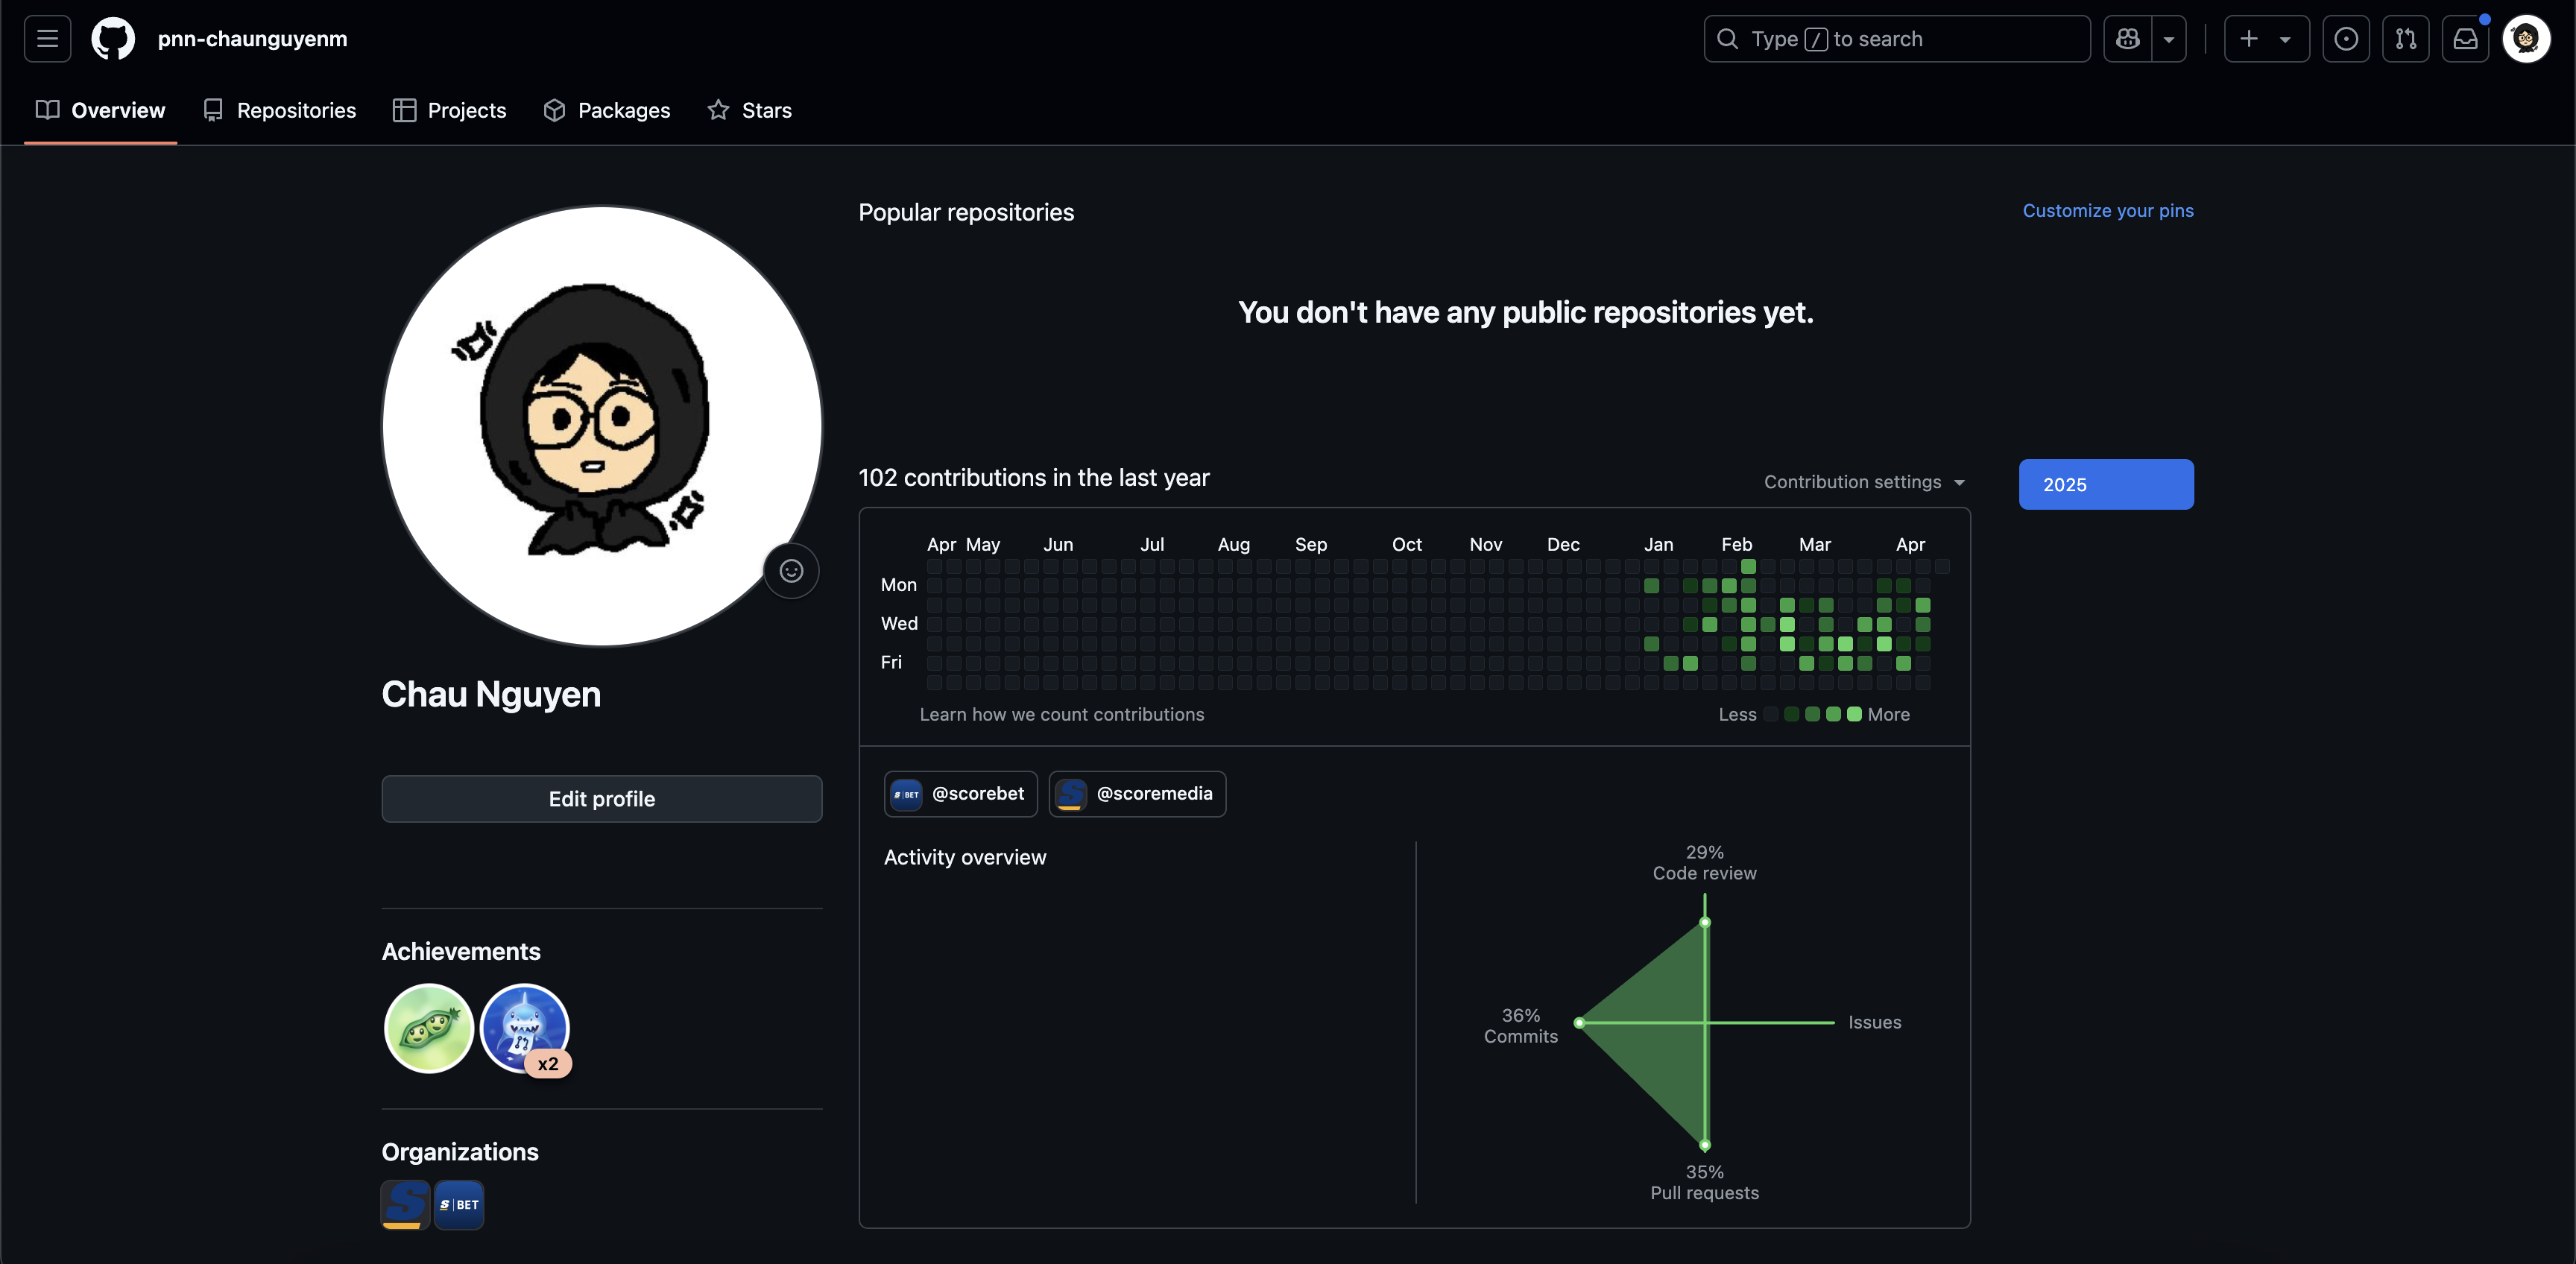 pnn-chaunguyenm
Type / to search
Overview
Repositories
Projects
Packages
Stars
Popular repositories
Customize your pins
You don't have any public repositories yet.
102 contributions in the last year
Contribution settings
2025
Apr May Jun Jul Aug Sep Oct Nov Dec Jan Feb Mar Apr
Mon
Wed
Fri
Learn how we count contributions
Less
More
Chau Nguyen
Edit profile
Achievements
x2
Organizations
S
S|BET
S|BET
@scorebet
S
@scoremedia
Activity overview
29%
Code review
36%
Commits
Issues
35%
Pull requests